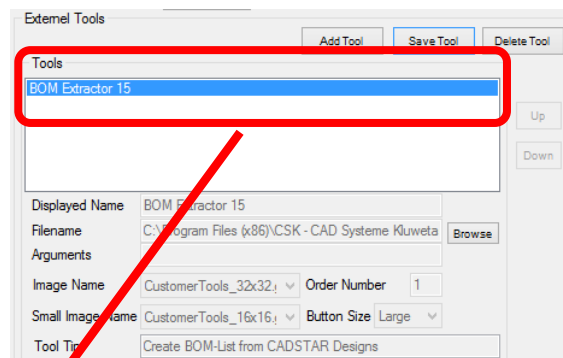 Externel Tools
Add Tool Save Tool Delete Tool
Tools
BOM Extractor 15
Up
Down
Displayed Name BOM Extractor 15
Filename C:\Program Files (x86)\CSK - CAD Systeme Kluweta Browse
Arguments
Image Name CustomerTools_32x32.g Order Number 1
Small Image Name CustomerTools_16x16.g Button Size Large
Tool Tip Create BOM-List from CADSTAR Designs